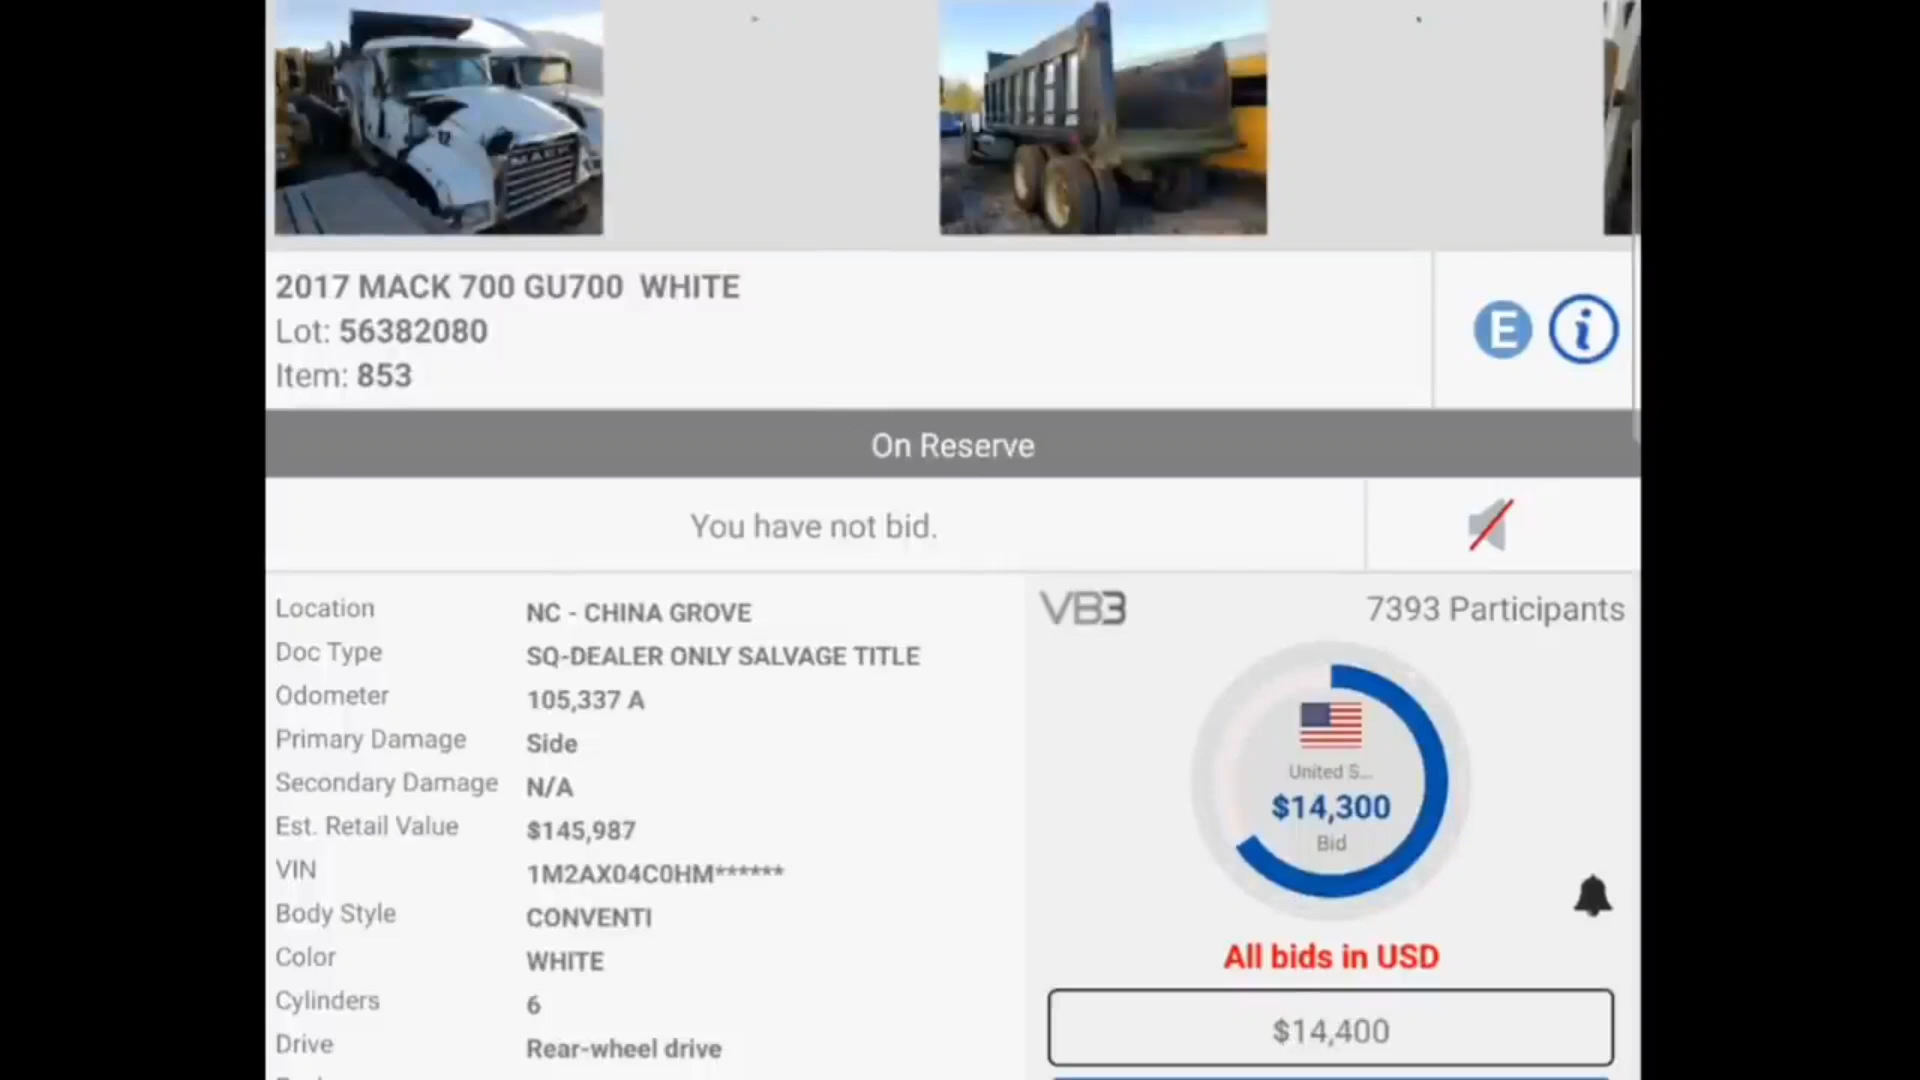 MACK
2017 MACK 700 GU700 WHITE
Lot: 56382080
Item: 853
E
i
On Reserve
You have not bid.
Location NC - CHINA GROVE
Doc Type SQ-DEALER ONLY SALVAGE TITLE
Odometer 105,337 A
Primary Damage Side
Secondary Damage N/A
Est. Retail Value $145,987
VIN 1M2AX04C0HM******
Body Style CONVENTI
Color WHITE
Cylinders 6
Drive Rear-wheel drive
VB3 7393 Participants
United S...
$14,300
Bid
All bids in USD
$14,400